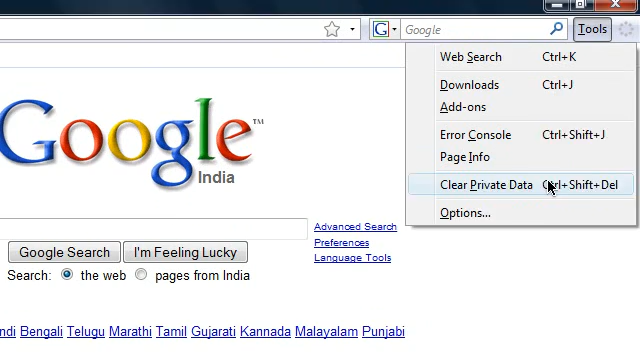 G Google Tools
Web Search Ctrl+K
Downloads Ctrl+J
Add-ons
Error Console Ctrl+Shift+J
Page Info
Clear Private Data Ctrl+Shift+Del
Options...
Google™
India
Advanced Search
Preferences
Language Tools
Google Search I'm Feeling Lucky
Search: the web pages from India
ndi Bengali Telugu Marathi Tamil Gujarati Kannada Malayalam Punjabi